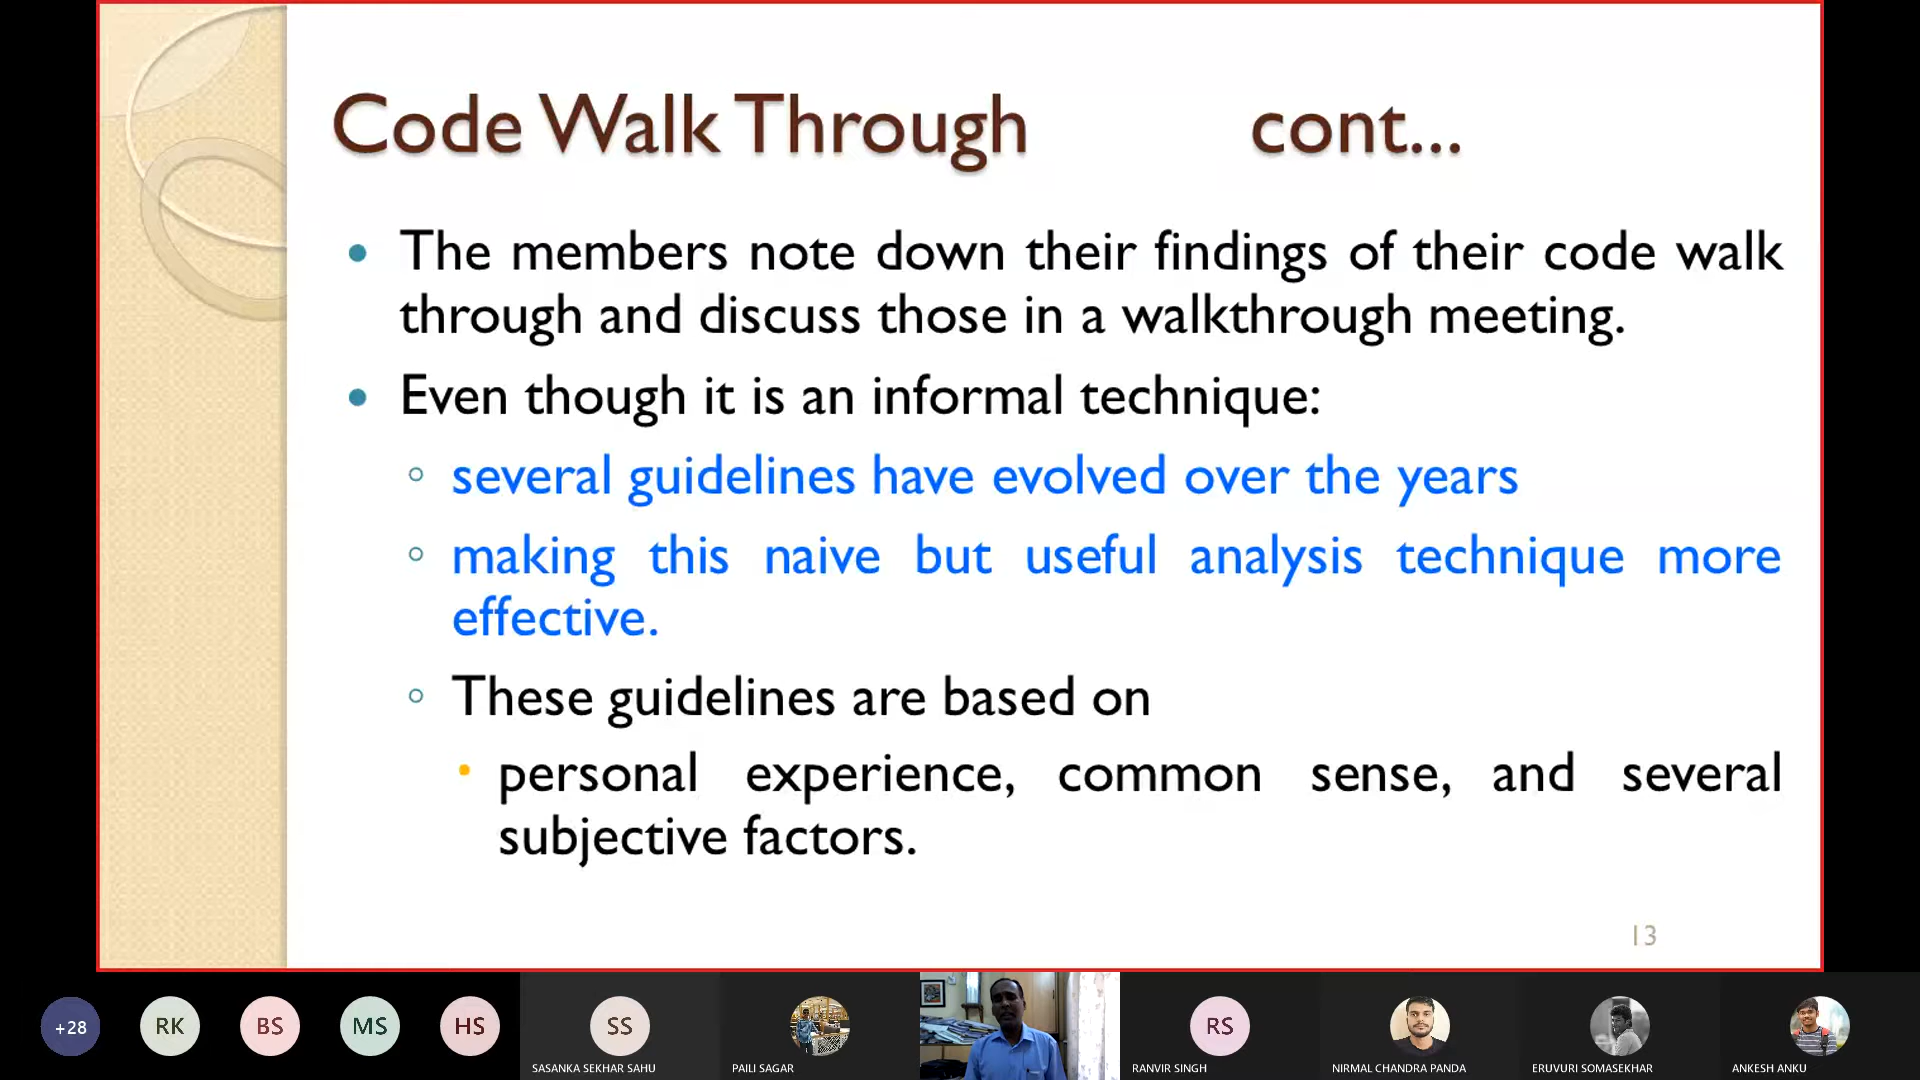 Code Walk Through cont...
• The members note down their findings of their code walk
through and discuss those in a walkthrough meeting.
• Even though it is an informal technique:
◦ several guidelines have evolved over the years
◦ making this naive but useful analysis technique more
effective.
◦ These guidelines are based on
• personal experience, common sense, and several
subjective factors.
13
+28 RK BS MS HS SS RS
SASANKA SEKHAR SAHU PAILI SAGAR RANVIR SINGH NIRMAL CHANDRA PANDA ERUVURI SOMASEKHAR ANKESH ANKU